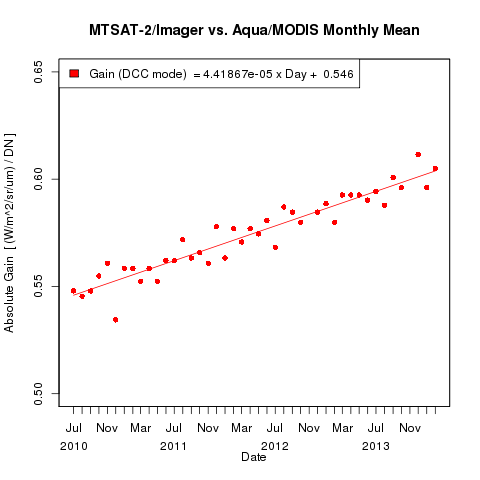 MTSAT-2/Imager vs. Aqua/MODIS Monthly Mean
Gain (DCC mode) = 4.41867e-05 x Day + 0.546
Absolute Gain [ (W/m^2/sr/um) / DN ]
0.65
0.60
0.55
0.50
Jul Nov Mar Jul Nov Mar Jul Nov Mar Jul Nov
2010 2011 2012 2013
Date